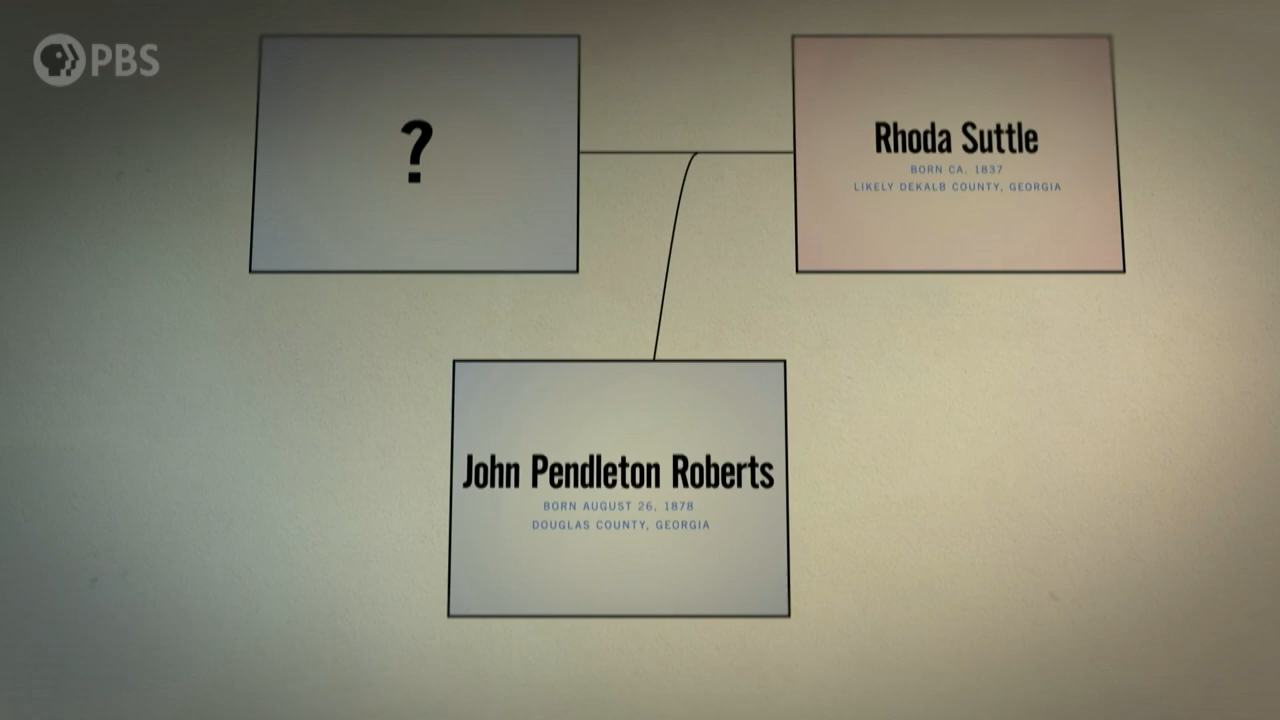 PBS
?
Rhoda Suttle
BORN CA. 1837
LIKELY DEKALB COUNTY, GEORGIA
John Pendleton Roberts
BORN AUGUST 26, 1878
DOUGLAS COUNTY, GEORGIA